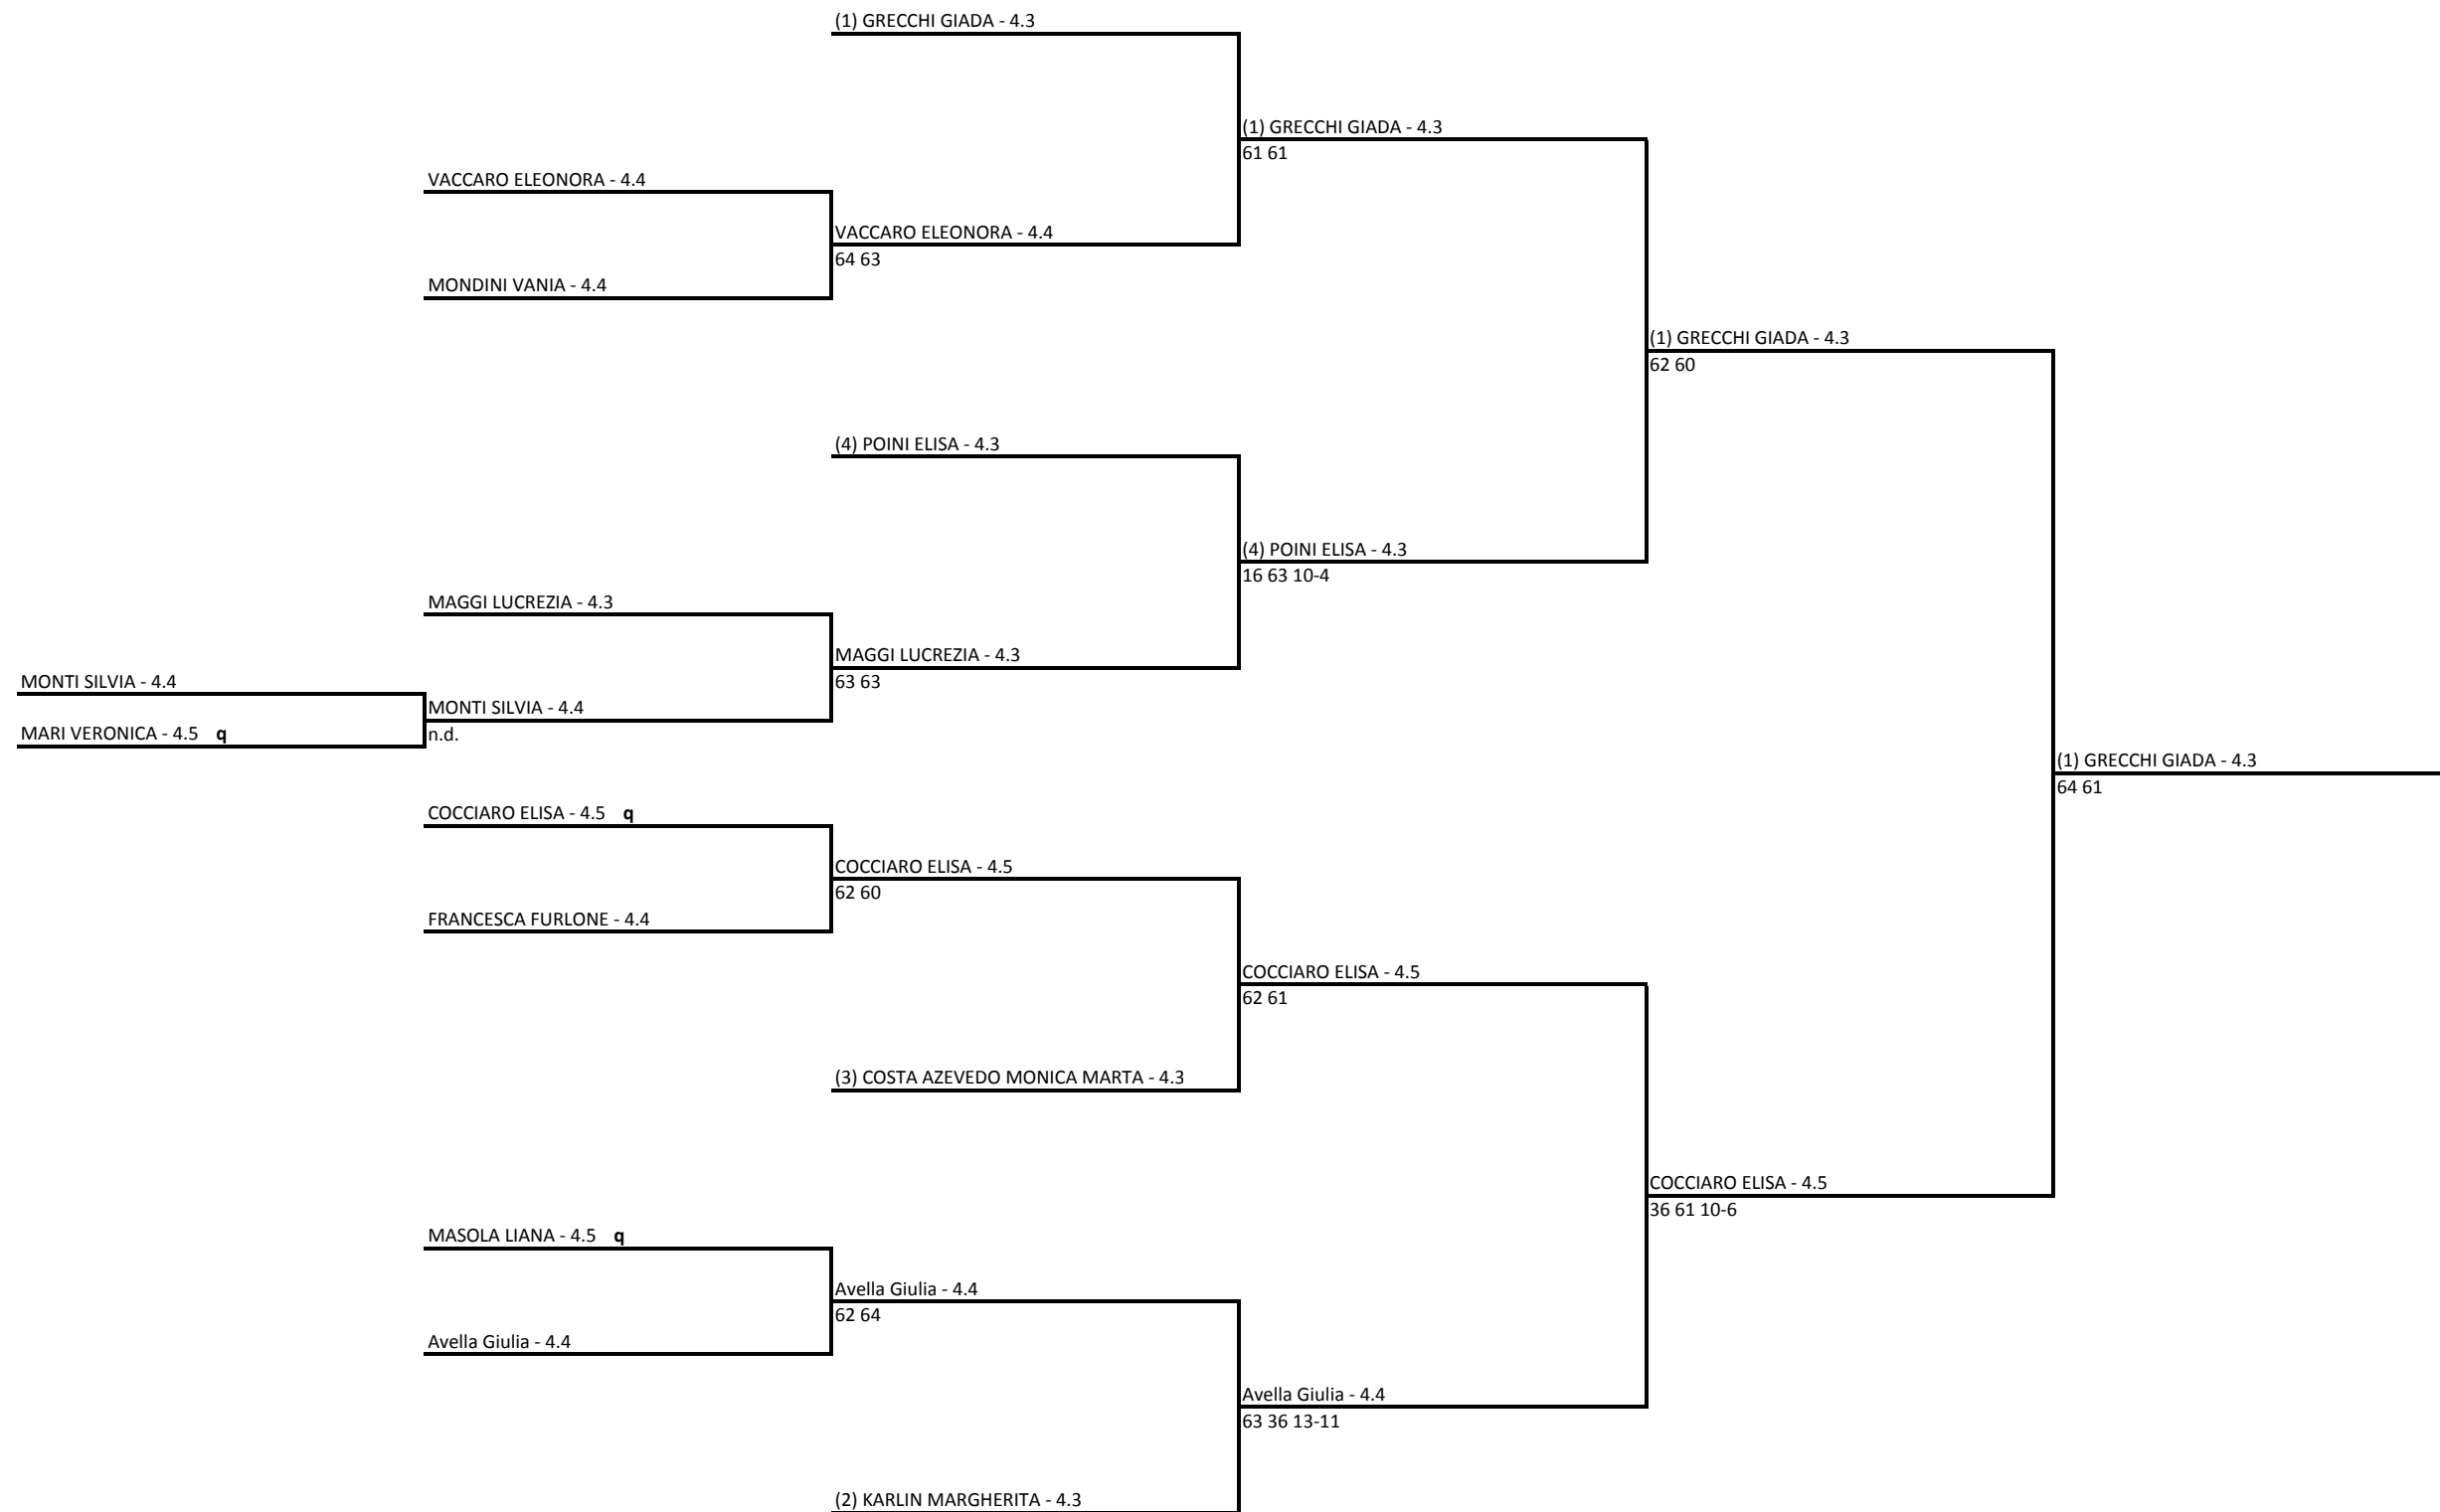 (1) GRECCHI GIADA - 4.3
(1) GRECCHI GIADA - 4.3
61 61
VACCARO ELEONORA - 4.4
VACCARO ELEONORA - 4.4
64 63
MONDINI VANIA - 4.4
(1) GRECCHI GIADA - 4.3
62 60
(4) POINI ELISA - 4.3
(4) POINI ELISA - 4.3
16 63 10-4
MAGGI LUCREZIA - 4.3
MAGGI LUCREZIA - 4.3
63 63
MONTI SILVIA - 4.4
MONTI SILVIA - 4.4
n.d.
MARI VERONICA - 4.5 q
(1) GRECCHI GIADA - 4.3
64 61
COCCIARO ELISA - 4.5 q
COCCIARO ELISA - 4.5
62 60
FRANCESCA FURLONE - 4.4
COCCIARO ELISA - 4.5
62 61
(3) COSTA AZEVEDO MONICA MARTA - 4.3
COCCIARO ELISA - 4.5
36 61 10-6
MASOLA LIANA - 4.5 q
Avella Giulia - 4.4
62 64
Avella Giulia - 4.4
Avella Giulia - 4.4
63 36 13-11
(2) KARLIN MARGHERITA - 4.3